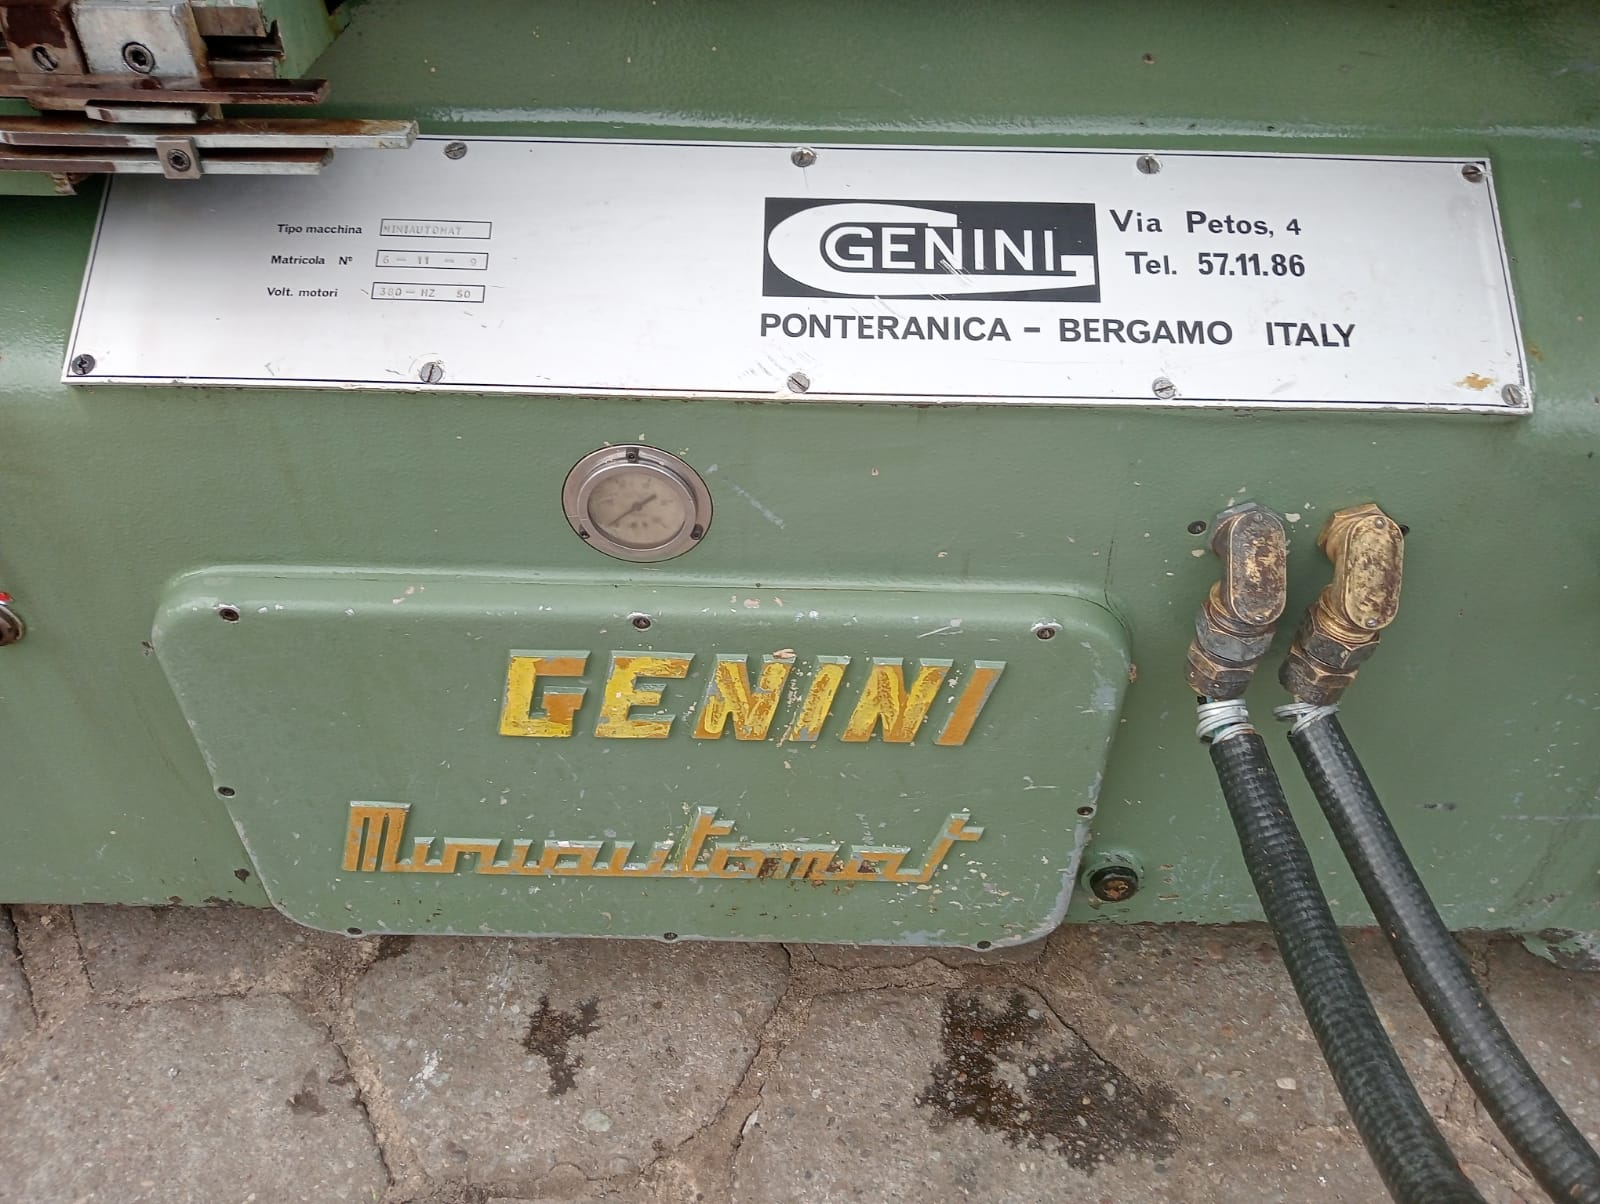 Tipo macchina MINIAUTOMAT
Matricola Nº 6 - 11 - 9
Volt. motori 380 - HZ 50
GENINI
Via Petos, 4
Tel. 57.11.86
PONTERANICA - BERGAMO ITALY
GENINI
Miniautomat